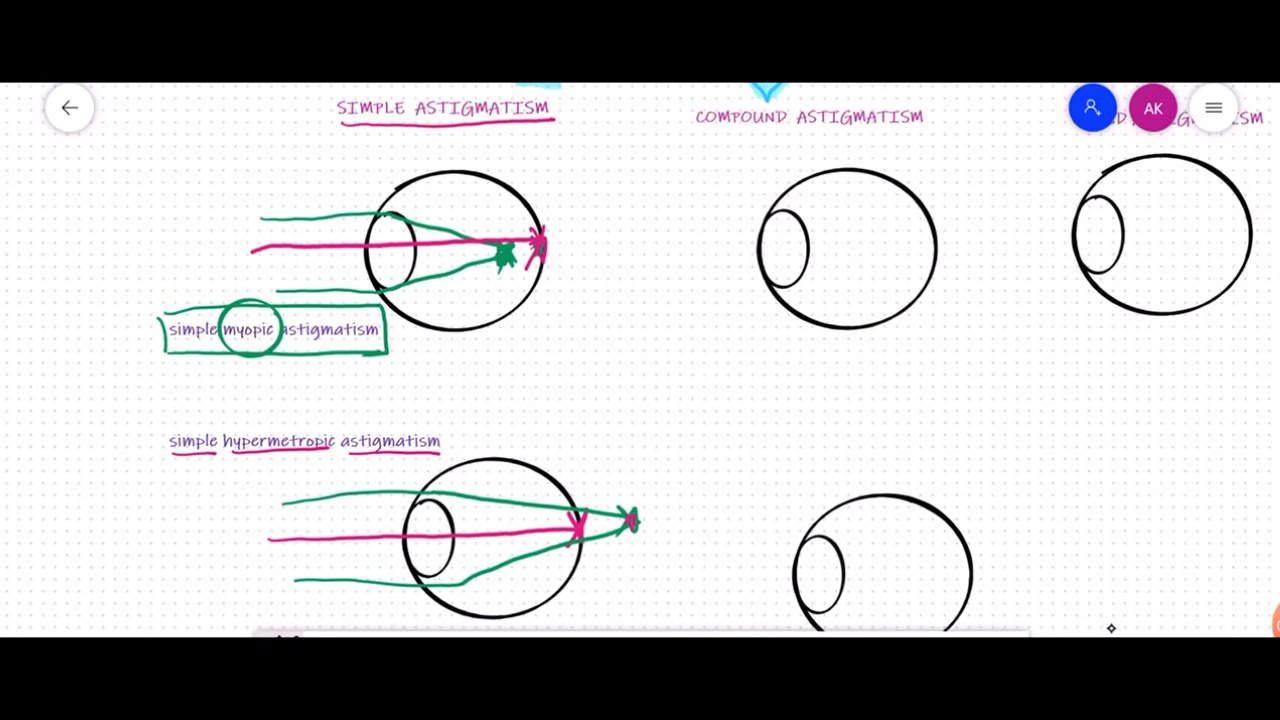 SIMPLE ASTIGMATISM
COMPOUND ASTIGMATISM
AK
simple myopic astigmatism
simple hypermetropic astigmatism